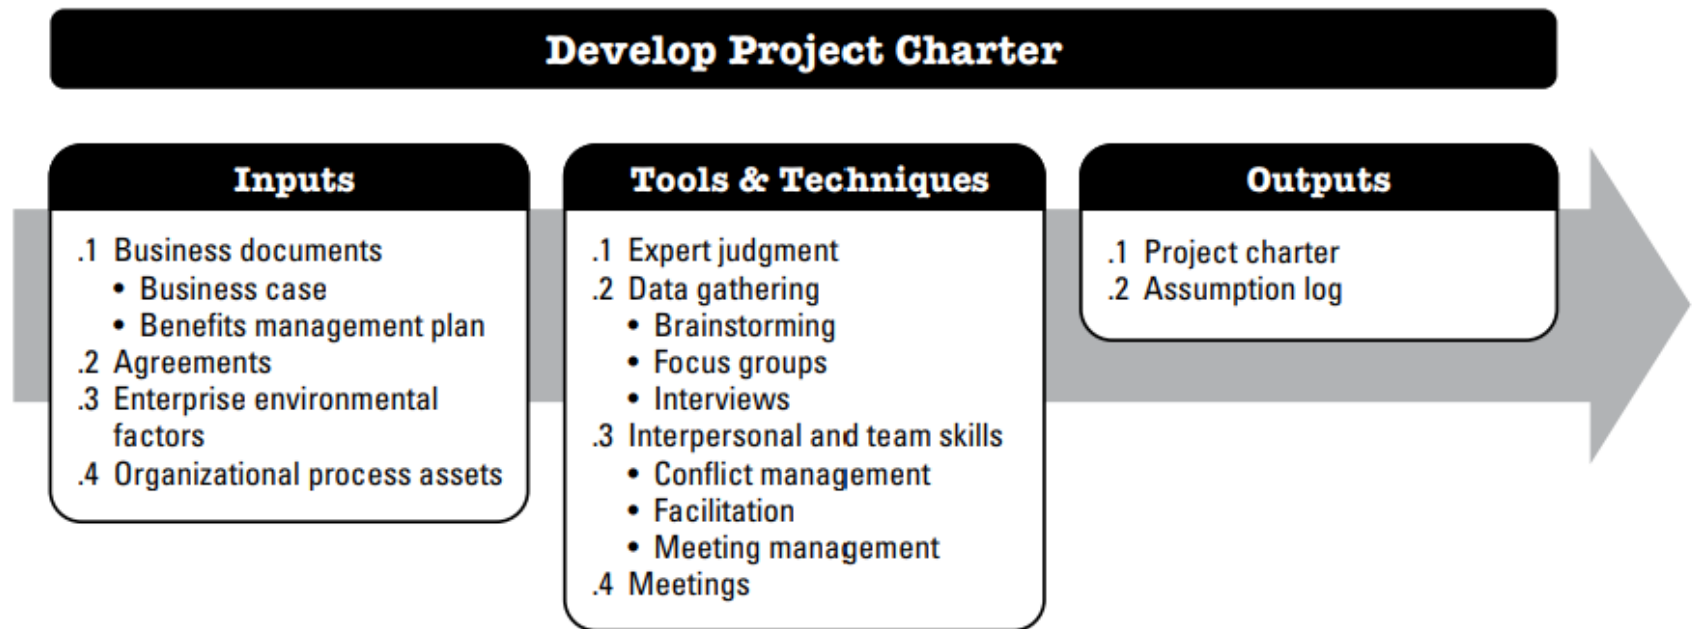 Develop Project Charter
Inputs
.1 Business documents
• Business case
• Benefits management plan
.2 Agreements
.3 Enterprise environmental
factors
.4 Organizational process assets
Tools & Techniques
.1 Expert judgment
.2 Data gathering
• Brainstorming
• Focus groups
• Interviews
.3 Interpersonal and team skills
• Conflict management
• Facilitation
• Meeting management
.4 Meetings
Outputs
.1 Project charter
.2 Assumption log